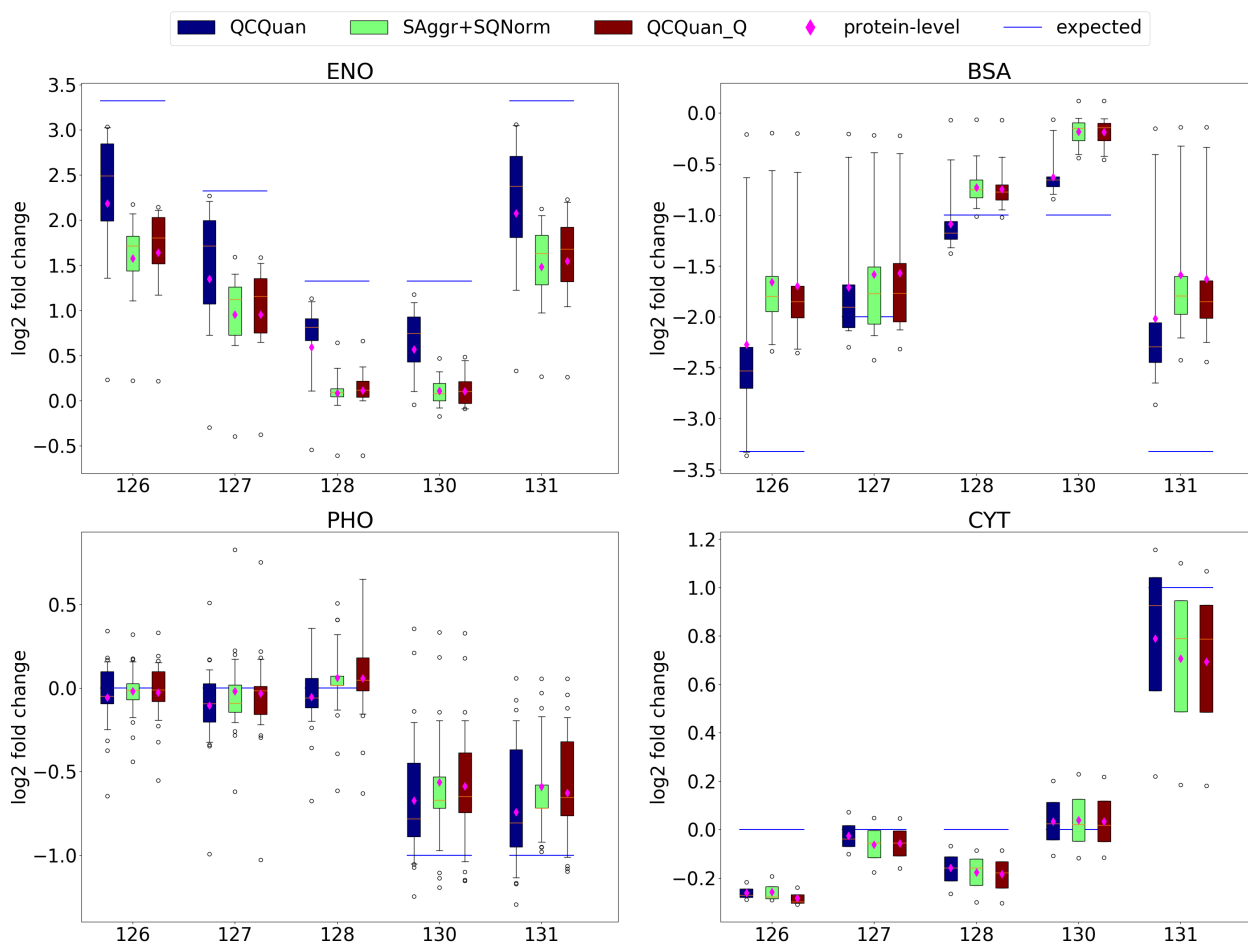 QCQuan SAggr+SQNorm QCQuan_Q protein-level expected
ENO
3.5
3.0
2.5
2.0
1.5
1.0
0.5
0.0
−0.5
log2 fold change
126 127 128 130 131
BSA
0.0
−0.5
−1.0
−1.5
−2.0
−2.5
−3.0
−3.5
log2 fold change
126 127 128 130 131
PHO
0.5
0.0
−0.5
−1.0
log2 fold change
126 127 128 130 131
CYT
1.2
1.0
0.8
0.6
0.4
0.2
0.0
−0.2
log2 fold change
126 127 128 130 131